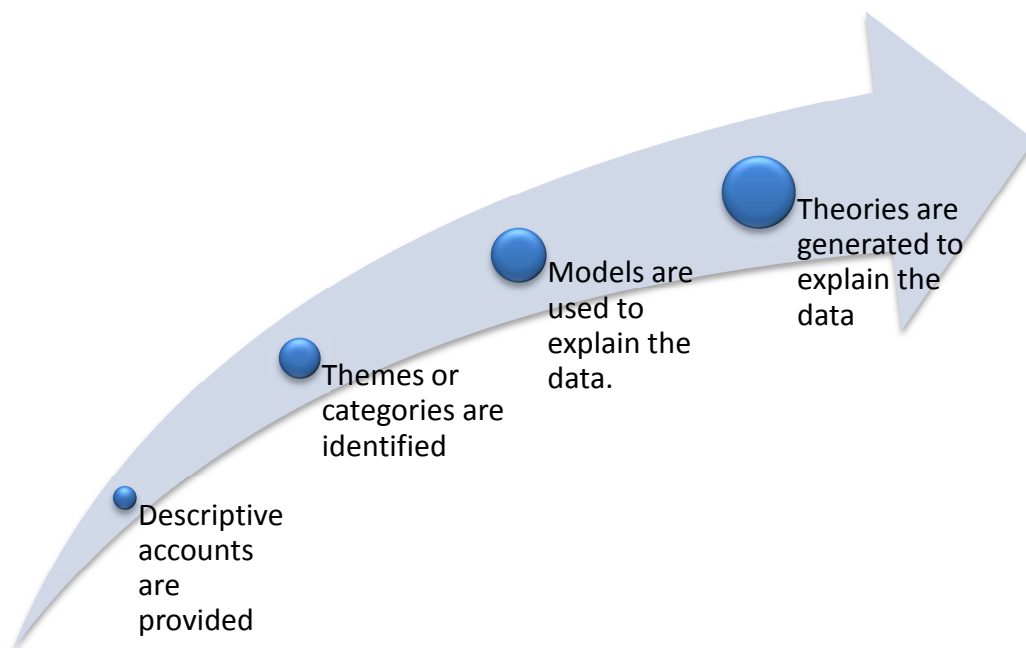 Descriptive
accounts
are
provided
Themes or
categories are
identified
Models are
used to
explain the
data.
Theories are
generated to
explain the
data